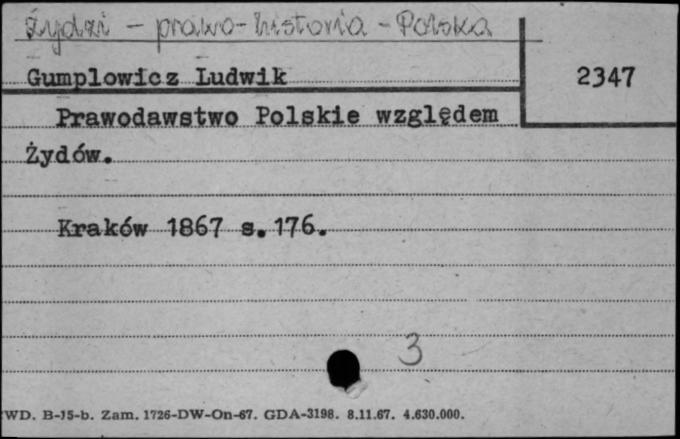 Żydzi - prawo - historia - Polska
Gumplowicz Ludwik
2347
Prawodawstwo Polskie względem
Żydów.
Kraków 1867 s. 176.
3
WD. B-15-b. Zam. 1726-DW-On-67. GDA-3198. 8.11.67. 4.630.000.